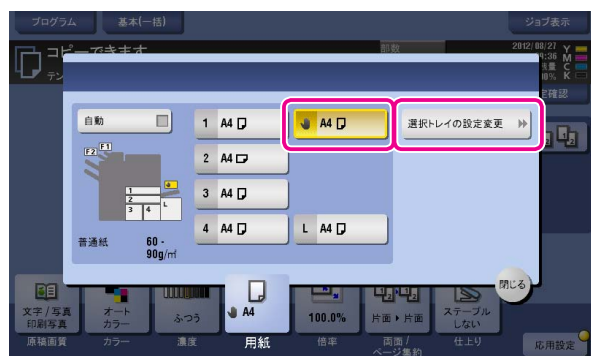 プログラム
基本(一括)
ジョブ表示
コピーできます
部数
2012/08/27
Y
M
C
K
自動
1 A4
A4
選択トレイの設定変更
F2 F1
2 A4
1
2
3 4 L
3 A4
4 A4
L A4
普通紙 60 -
90g/㎡
閉じる
文字/写真
印刷写真
オート
カラー
ふつう
A4
100.0%
片面 ▶ 片面
ステープル
しない
原稿画質
カラー
濃度
用紙
倍率
両面/
ページ集約
仕上り
応用設定